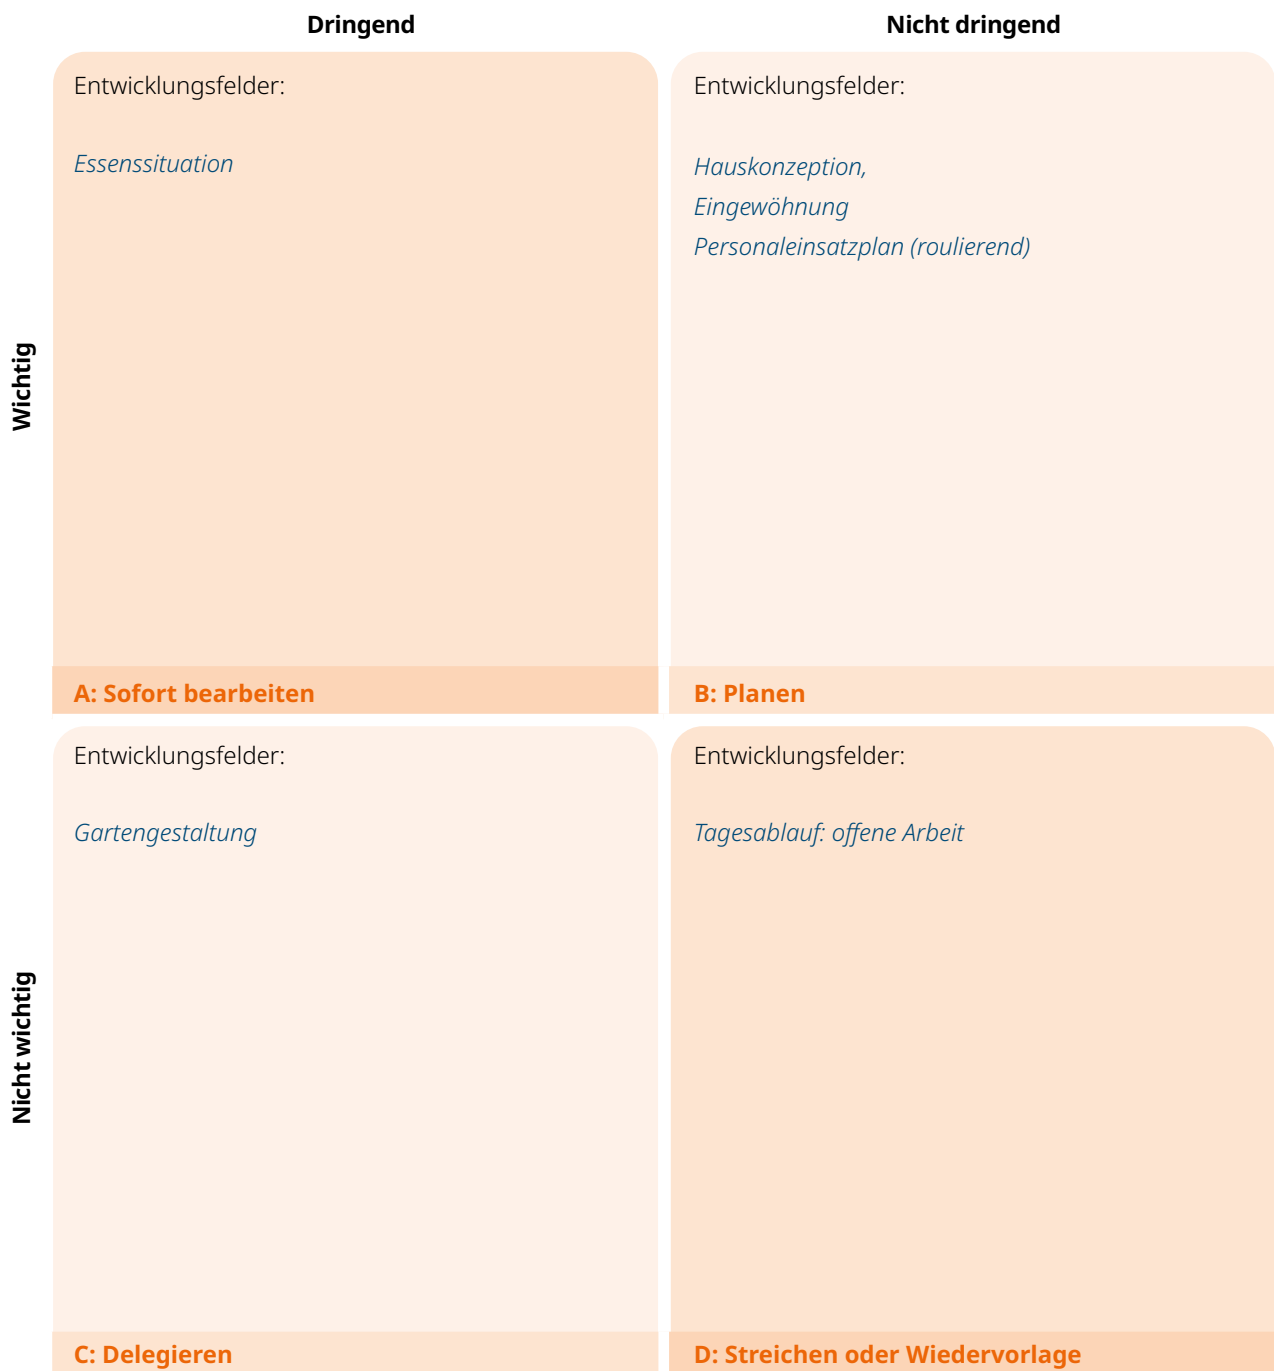 Dringend
Nicht dringend
Wichtig
Entwicklungsfelder:
Essenssituation
A: Sofort bearbeiten
Entwicklungsfelder:
Hauskonzeption,
Eingewöhnung
Personaleinsatzplan (roulierend)
B: Planen
Nicht wichtig
Entwicklungsfelder:
Gartengestaltung
C: Delegieren
Entwicklungsfelder:
Tagesablauf: offene Arbeit
D: Streichen oder Wiedervorlage